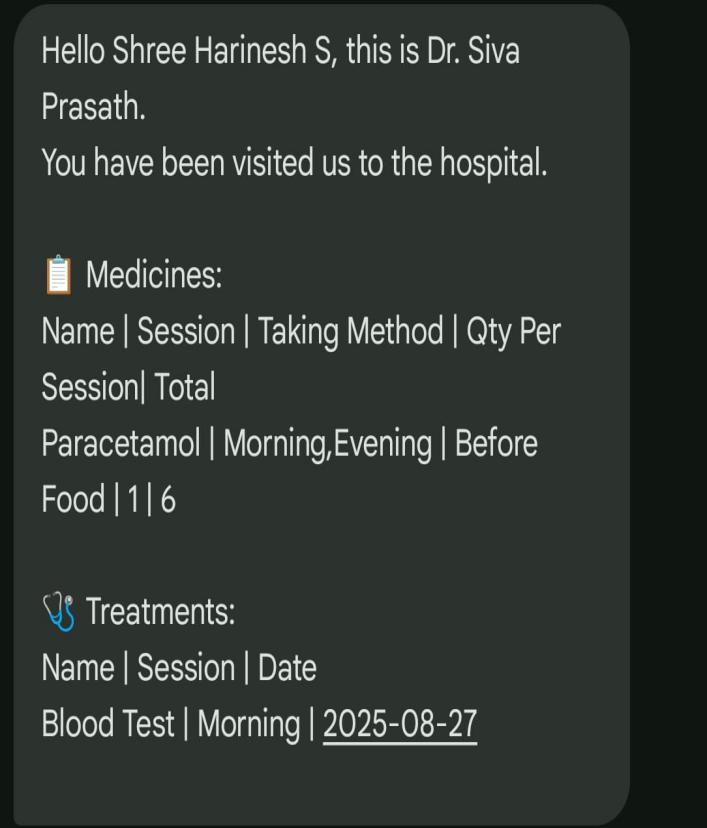 Hello Shree Harinesh S, this is Dr. Siva
Prasath.
You have been visited us to the hospital.
📋 Medicines:
Name | Session | Taking Method | Qty Per
Session| Total
Paracetamol | Morning,Evening | Before
Food | 1 | 6
🩺 Treatments:
Name | Session | Date
Blood Test | Morning | 2025-08-27